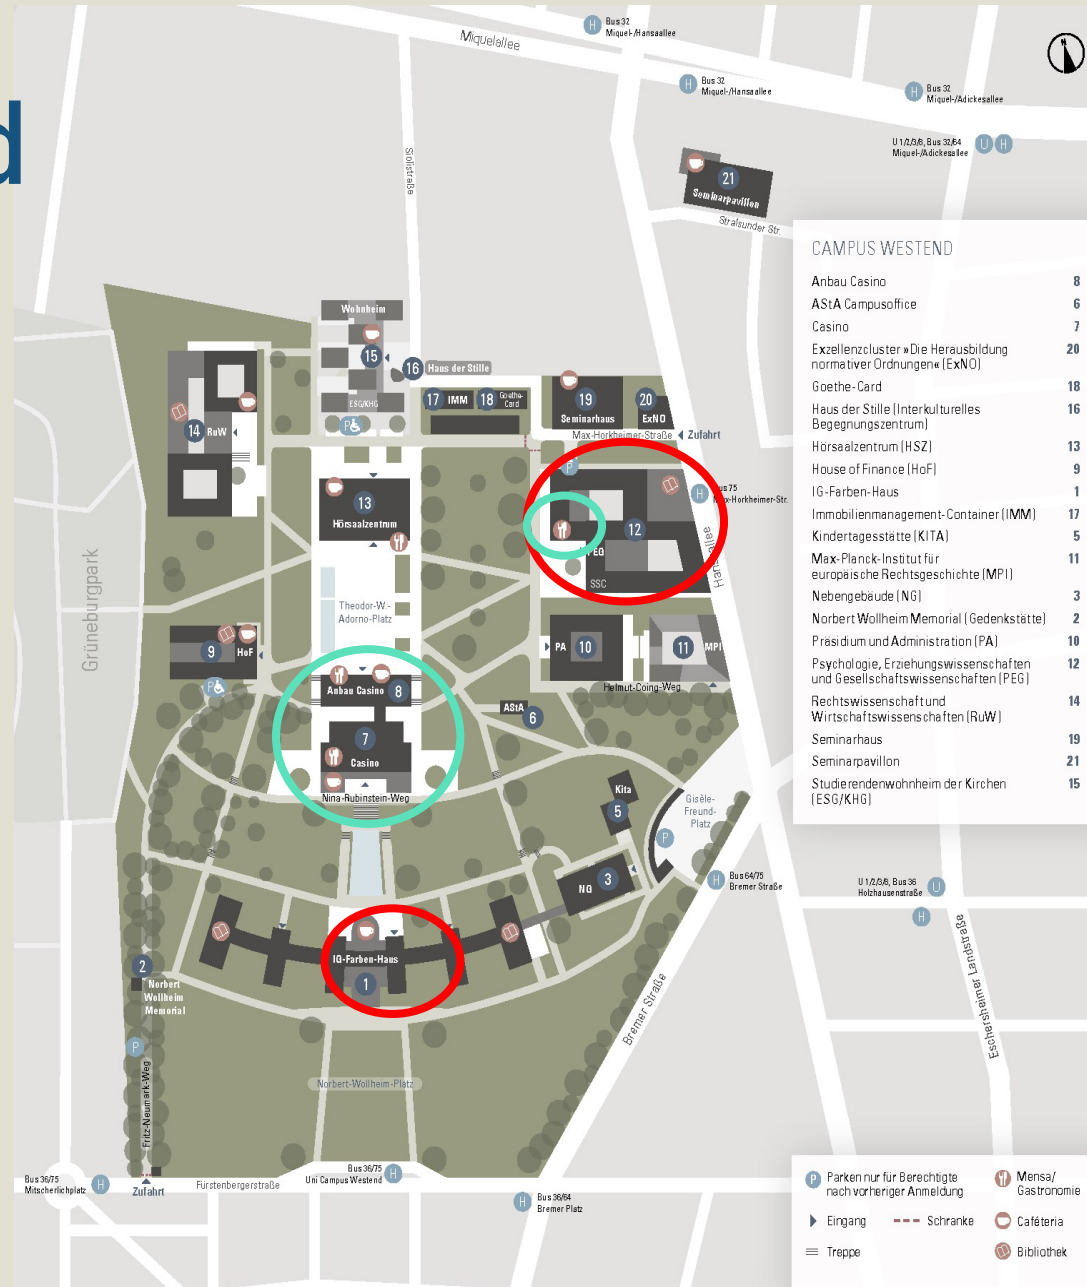 d
Bus 32
Miquel-/Hansaallee
Miquelallee
N
H
Bus 32
Miquel-/Hansaallee
H
Bus 32
Miquel-/Adickesallee
H
U 1/2/3/8, Bus 32/64
Miquel-/Adickesallee
U H
Siolistraße
21
Seminarpavillon
Stralsunder Str.
CAMPUS WESTEND
Anbau Casino 8
AStA Campusoffice 6
Casino 7
Exzellenzcluster »Die Herausbildung 20
normativer Ordnungen« (ExNO)
Goethe-Card 18
Haus der Stille (Interkulturelles 16
Begegnungszentrum)
Hörsaalzentrum (HSZ) 13
House of Finance (HoF) 9
IG-Farben-Haus 1
Immobilienmanagement-Container (IMM) 17
Kindertagesstätte (KITA) 5
Max-Planck-Institut für 11
europäische Rechtsgeschichte (MPI)
Nebengebäude (NG) 3
Norbert Wollheim Memorial (Gedenkstätte) 2
Präsidium und Administration (PA) 10
Psychologie, Erziehungswissenschaften 12
und Gesellschaftswissenschaften (PEG)
Rechtswissenschaft und 14
Wirtschaftswissenschaften (RuW)
Seminarhaus 19
Seminarpavillon 21
Studierendenwohnheim der Kirchen 15
(ESG/KHG)
Wohnheim
15
16 Haus der Stille
ESG/KHG
P
17 IMM
18 Goethe-
Card
19
Seminarhaus
20
ExNO
Max-Horkheimer-Straße
Zufahrt
14 RuW
P
13
Hörsaalzentrum
12
PEG
SSC
H
Bus 75
Max-Horkheimer-Str.
Hansaallee
Grüneburgpark
Theodor-W.-
Adorno-Platz
9 HoF
P
PA 10
11 MPI
Helmut-Coing-Weg
Anbau Casino 8
AStA
6
7
Casino
Nina-Rubinstein-Weg
Kita
5
Gisèle-
Freund-
Platz
P
NG 3
H
Bus 64/75
Bremer Straße
U 1/2/3/8, Bus 36
Holzhausenstraße
U
H
IG-Farben-Haus
1
2
Norbert
Wollheim
Memorial
P
Bremer Straße
Eschersheimer Landstraße
Norbert-Wollheim-Platz
Fritz-Neumark-Weg
Bus 36/75
Mitscherlichplatz
H
Zufahrt
Fürstenbergerstraße
Bus 36/75
Uni Campus Westend
H
H
Bus 36/64
Bremer Platz
P Parken nur für Berechtigte
nach vorheriger Anmeldung
Mensa/
Gastronomie
Eingang
Schranke
Caféteria
Treppe
Bibliothek